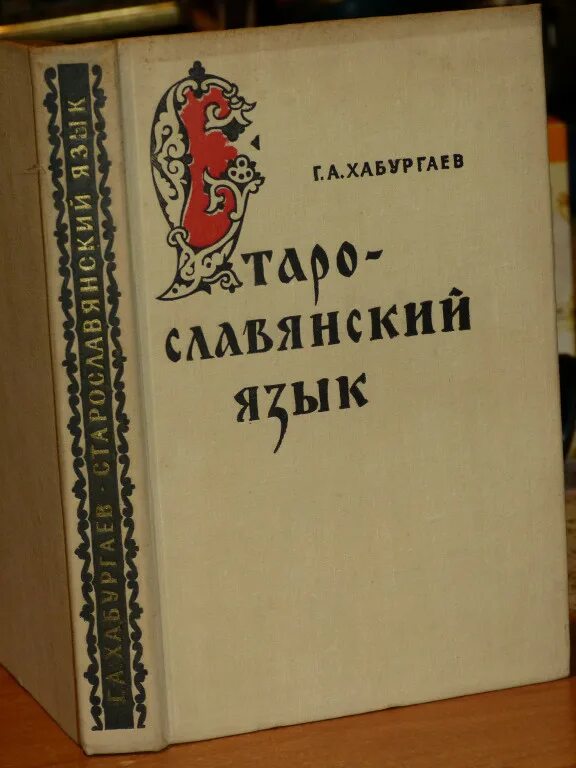 Г.А.ХАБУРГАЕВ
СТАРО-
СЛАВЯНСКИЙ
ЯЗЫК
Г.А.ХАБУРГАЕВ · СТАРОСЛАВЯНСКИЙ ЯЗЫК